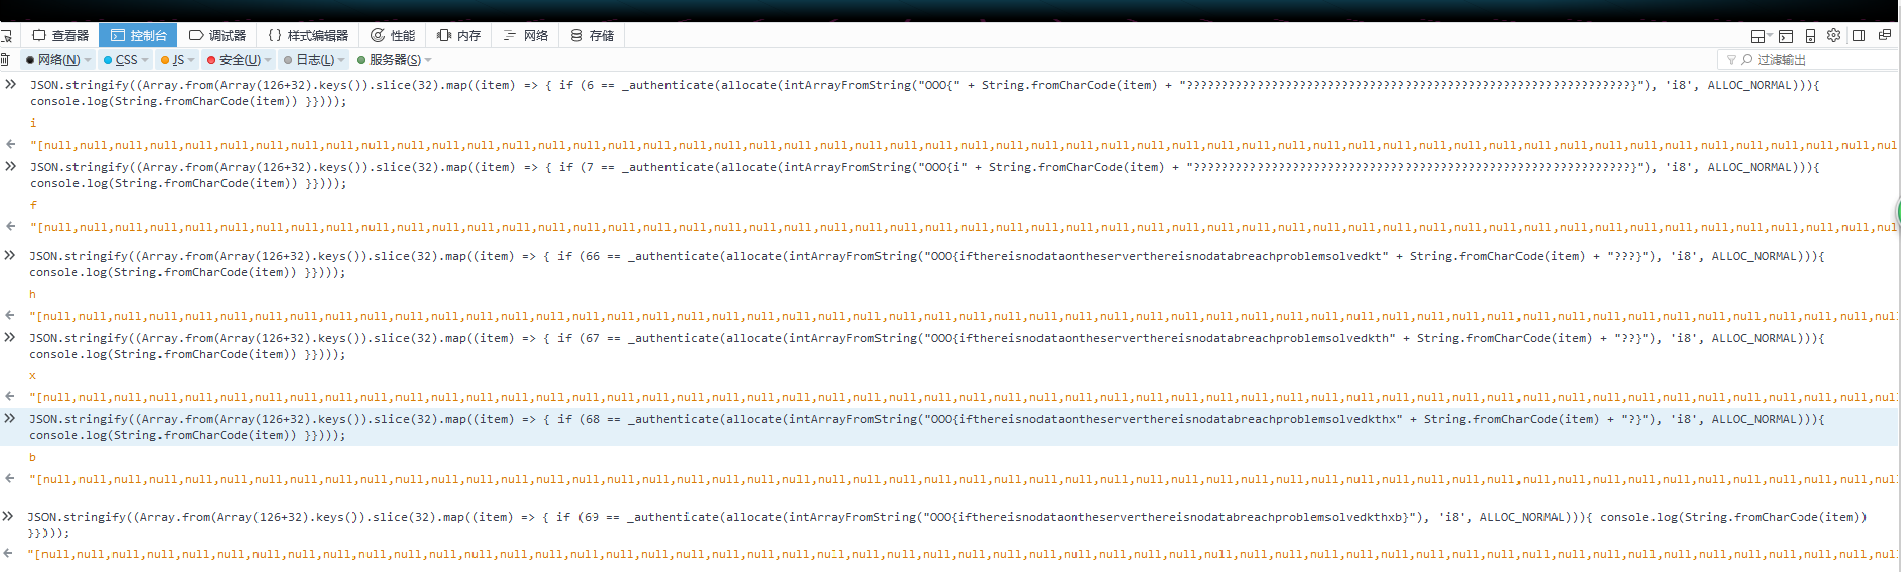 查看器 控制台 调试器 {} 样式编辑器 性能 内存 网络 存储
网络(N) CSS JS 安全(U) 日志(L) 服务器(S) 过滤输出
JSON.stringify((Array.from(Array(126+32).keys()).slice(32).map((item) => { if (6 == _authenticate(allocate(intArrayFromString("OOO{" + String.fromCharCode(item) + "???????????????????????????????????????????????????????????????}"), 'i8', ALLOC_NORMAL))){
console.log(String.fromCharCode(item)) }})));
i
"[null,null,null,null,null,null,null,null,null,null,null,null,null,null,null,null,null,null,null,null,null,null,null,null,null,null,null,null,null,null,null,null,null,null,null,null,null,null,null,null,null,null,null,null,null,null,null,null,null,null,null,null,nul
JSON.stringify((Array.from(Array(126+32).keys()).slice(32).map((item) => { if (7 == _authenticate(allocate(intArrayFromString("OOO{i" + String.fromCharCode(item) + "??????????????????????????????????????????????????????????????}"), 'i8', ALLOC_NORMAL))){
console.log(String.fromCharCode(item)) }})));
f
"[null,null,null,null,null,null,null,null,null,null,null,null,null,null,null,null,null,null,null,null,null,null,null,null,null,null,null,null,null,null,null,null,null,null,null,null,null,null,null,null,null,null,null,null,null,null,null,null,null,null,null,null,nul
JSON.stringify((Array.from(Array(126+32).keys()).slice(32).map((item) => { if (66 == _authenticate(allocate(intArrayFromString("OOO{ifthereisnodataontheserverthereisnodatabreachproblemsolvedkt" + String.fromCharCode(item) + "???}"), 'i8', ALLOC_NORMAL))){
console.log(String.fromCharCode(item)) }})));
h
"[null,null,null,null,null,null,null,null,null,null,null,null,null,null,null,null,null,null,null,null,null,null,null,null,null,null,null,null,null,null,null,null,null,null,null,null,null,null,null,null,null,null,null,null,null,null,null,null,null,null,null,null,nul
JSON.stringify((Array.from(Array(126+32).keys()).slice(32).map((item) => { if (67 == _authenticate(allocate(intArrayFromString("OOO{ifthereisnodataontheserverthereisnodatabreachproblemsolvedkth" + String.fromCharCode(item) + "??}"), 'i8', ALLOC_NORMAL))){
console.log(String.fromCharCode(item)) }})));
x
"[null,null,null,null,null,null,null,null,null,null,null,null,null,null,null,null,null,null,null,null,null,null,null,null,null,null,null,null,null,null,null,null,null,null,null,null,null,null,null,null,null,null,null,null,null,null,null,null,null,null,null,null,nul
JSON.stringify((Array.from(Array(126+32).keys()).slice(32).map((item) => { if (68 == _authenticate(allocate(intArrayFromString("OOO{ifthereisnodataontheserverthereisnodatabreachproblemsolvedkthx" + String.fromCharCode(item) + "?}"), 'i8', ALLOC_NORMAL))){
console.log(String.fromCharCode(item)) }})));
b
"[null,null,null,null,null,null,null,null,null,null,null,null,null,null,null,null,null,null,null,null,null,null,null,null,null,null,null,null,null,null,null,null,null,null,null,null,null,null,null,null,null,null,null,null,null,null,null,null,null,null,null,null,nul
JSON.stringify((Array.from(Array(126+32).keys()).slice(32).map((item) => { if (69 == _authenticate(allocate(intArrayFromString("OOO{ifthereisnodataontheserverthereisnodatabreachproblemsolvedkthxb}"), 'i8', ALLOC_NORMAL))){ console.log(String.fromCharCode(item))
}})));
"[null,null,null,null,null,null,null,null,null,null,null,null,null,null,null,null,null,null,null,null,null,null,null,null,null,null,null,null,null,null,null,null,null,null,null,null,null,null,null,null,null,null,null,null,null,null,null,null,null,null,null,null,nul